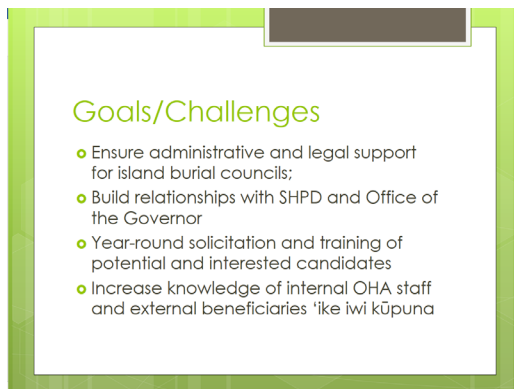 Goals/Challenges
Ensure administrative and legal support
for island burial councils;
Build relationships with SHPD and Office of
the Governor
Year-round solicitation and training of
potential and interested candidates
Increase knowledge of internal OHA staff
and external beneficiaries ‘ike iwi kūpuna